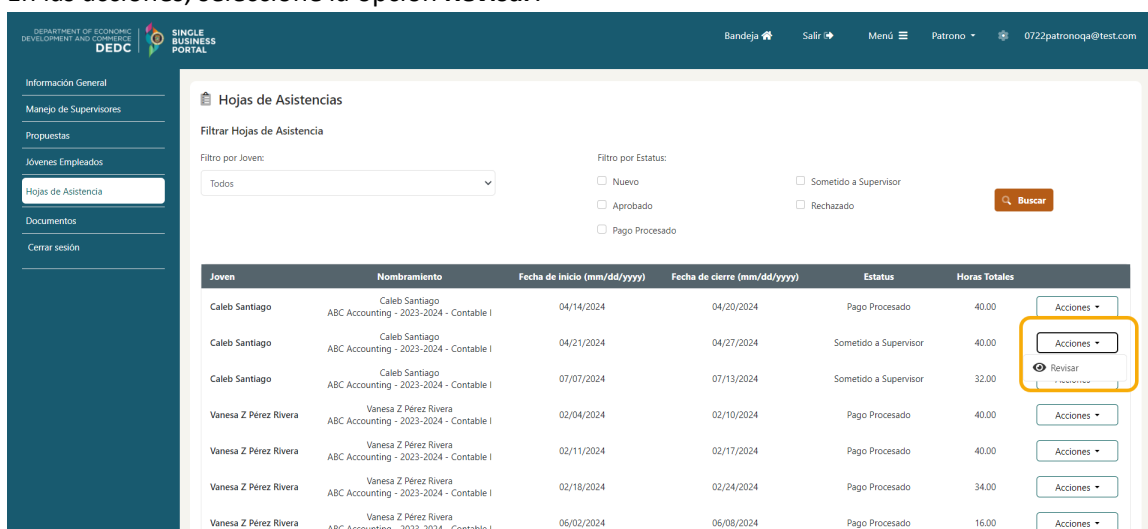 En las acciones, seleccione la opción Revisar.
DEPARTMENT OF ECONOMIC
DEVELOPMENT AND COMMERCE
DEDC
SINGLE
BUSINESS
PORTAL
Bandeja Salir Menú Patrono 0722patronoqa@test.com
Información General
Manejo de Supervisores
Propuestas
Jóvenes Empleados
Hojas de Asistencia
Documentos
Cerrar sesión
Hojas de Asistencias
Filtrar Hojas de Asistencia
Filtro por Joven:
Todos
Filtro por Estatus:
Nuevo Sometido a Supervisor
Aprobado Rechazado
Pago Procesado
Buscar
Joven Nombramiento Fecha de inicio (mm/dd/yyyy) Fecha de cierre (mm/dd/yyyy) Estatus Horas Totales
Caleb Santiago Caleb Santiago
ABC Accounting - 2023-2024 - Contable I 04/14/2024 04/20/2024 Pago Procesado 40.00 Acciones
Caleb Santiago Caleb Santiago
ABC Accounting - 2023-2024 - Contable I 04/21/2024 04/27/2024 Sometido a Supervisor 40.00 Acciones
Revisar
Caleb Santiago Caleb Santiago
ABC Accounting - 2023-2024 - Contable I 07/07/2024 07/13/2024 Sometido a Supervisor 32.00
Vanesa Z Pérez Rivera Vanesa Z Pérez Rivera
ABC Accounting - 2023-2024 - Contable I 02/04/2024 02/10/2024 Pago Procesado 40.00 Acciones
Vanesa Z Pérez Rivera Vanesa Z Pérez Rivera
ABC Accounting - 2023-2024 - Contable I 02/11/2024 02/17/2024 Pago Procesado 40.00 Acciones
Vanesa Z Pérez Rivera Vanesa Z Pérez Rivera
ABC Accounting - 2023-2024 - Contable I 02/18/2024 02/24/2024 Pago Procesado 34.00 Acciones
Vanesa Z Pérez Rivera Vanesa Z Pérez Rivera
ABC Accounting - 2023-2024 - Contable I 06/02/2024 06/08/2024 Pago Procesado 16.00 Acciones